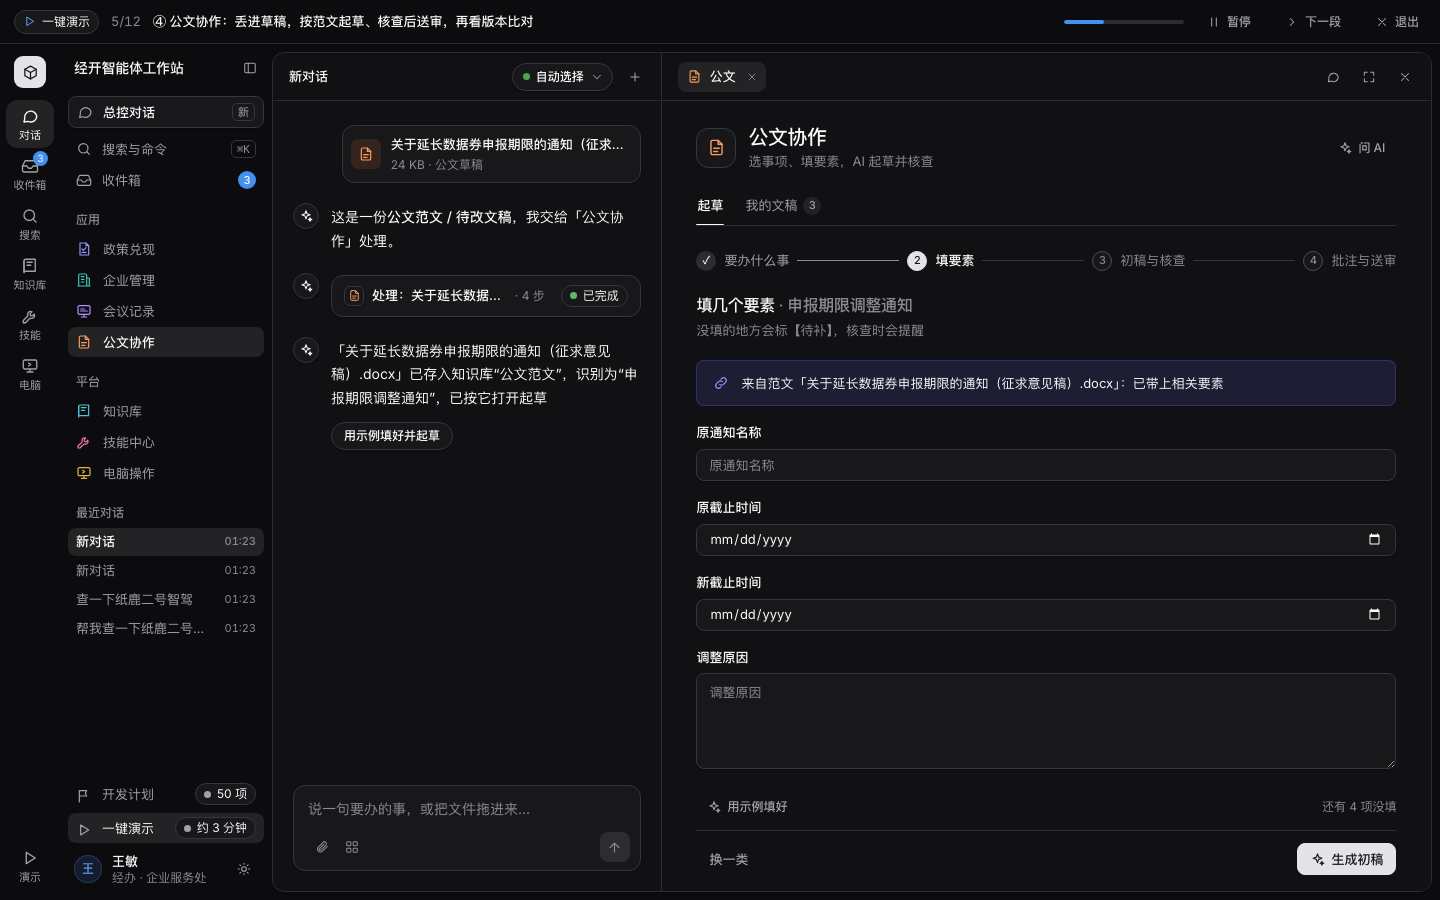 一键演示
5/12
④ 公文协作：丢进草稿，按范文起草、核查后送审，再看版本比对
暂停
下一段
退出
对话
3
收件箱
搜索
知识库
技能
电脑
演示
经开智能体工作站
总控对话
新
搜索与命令
⌘K
收件箱
3
应用
政策兑现
企业管理
会议记录
公文协作
平台
知识库
技能中心
电脑操作
最近对话
新对话 01:23
新对话 01:23
查一下纸鹿二号智驾 01:23
帮我查一下纸鹿二号... 01:23
开发计划
50 项
一键演示
约 3 分钟
王
王敏
经办 · 企业服务处
新对话
自动选择
关于延长数据券申报期限的通知（征求...
24 KB · 公文草稿
这是一份公文范文 / 待改文稿，我交给「公文协
作」处理。
处理：关于延长数据... · 4 步
已完成
「关于延长数据券申报期限的通知（征求意见
稿）.docx」已存入知识库“公文范文”，识别为“申
报期限调整通知”，已按它打开起草
用示例填好并起草
说一句要办的事，或把文件拖进来...
公文
公文协作
选事项、填要素，AI 起草并核查
问 AI
起草
我的文稿 3
要办什么事
2 填要素
3 初稿与核查
4 批注与送审
填几个要素 · 申报期限调整通知
没填的地方会标【待补】，核查时会提醒
来自范文「关于延长数据券申报期限的通知（征求意见稿）.docx」：已带上相关要素
原通知名称
原通知名称
原截止时间
mm/dd/yyyy
新截止时间
mm/dd/yyyy
调整原因
调整原因
用示例填好
还有 4 项没填
换一类
生成初稿